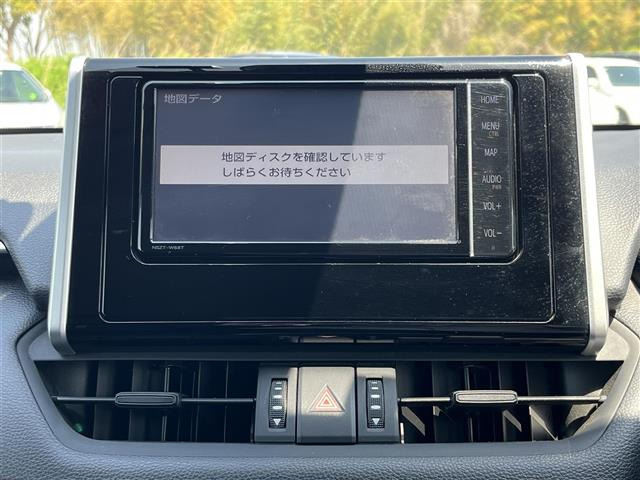 地図データ
地図ディスクを確認しています
しばらくお待ちください
NSZT-W68T
HOME
MENU
CTRL
MAP
AUDIO
PWR
VOL+
VOL−